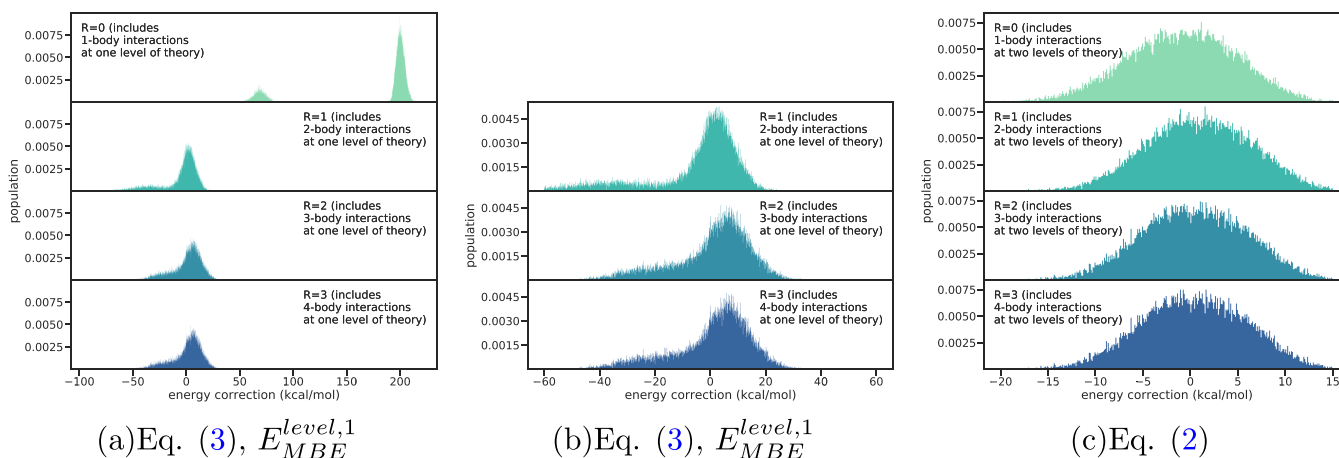 R=0 (includes
1-body interactions
at one level of theory)
0.0075
0.0050
0.0025
R=1 (includes
2-body interactions
at one level of theory)
0.0075
0.0050
0.0025
R=2 (includes
3-body interactions
at one level of theory)
0.0075
0.0050
0.0025
R=3 (includes
4-body interactions
at one level of theory)
0.0075
0.0050
0.0025
population
−100 −50 0 50 100 150 200
energy correction (kcal/mol)
(a)Eq. (3), E_{MBE}^{level,1}
R=1 (includes
2-body interactions
at one level of theory)
0.0045
0.0030
0.0015
R=2 (includes
3-body interactions
at one level of theory)
0.0045
0.0030
0.0015
R=3 (includes
4-body interactions
at one level of theory)
0.0045
0.0030
0.0015
population
−60 −40 −20 0 20 40 60
energy correction (kcal/mol)
(b)Eq. (3), E_{MBE}^{level,1}
R=0 (includes
1-body interactions
at two levels of theory)
0.0075
0.0050
0.0025
R=1 (includes
2-body interactions
at two levels of theory)
0.0075
0.0050
0.0025
R=2 (includes
3-body interactions
at two levels of theory)
0.0075
0.0050
0.0025
R=3 (includes
4-body interactions
at two levels of theory)
0.0075
0.0050
0.0025
population
−20 −15 −10 −5 0 5 10 15
energy correction (kcal/mol)
(c)Eq. (2)